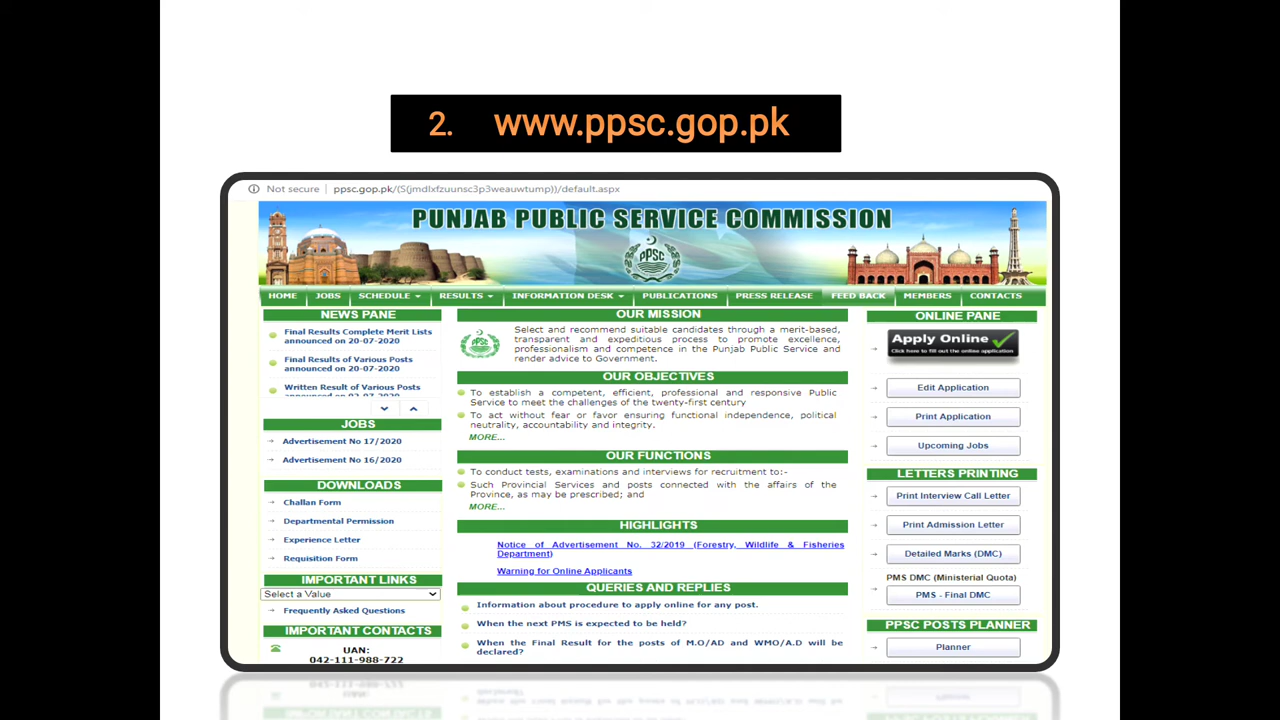 2. www.ppsc.gop.pk
Not secure | ppsc.gop.pk/(S(jmdlxfzuunsc3p3weauwtump))/default.aspx
PUNJAB PUBLIC SERVICE COMMISSION
PPSC
HOME JOBS SCHEDULE RESULTS INFORMATION DESK PUBLICATIONS PRESS RELEASE FEED BACK MEMBERS CONTACTS
NEWS PANE
Final Results Complete Merit Lists
announced on 20-07-2020
Final Results of Various Posts
announced on 20-07-2020
Written Result of Various Posts
JOBS
Advertisement No 17/2020
Advertisement No 16/2020
DOWNLOADS
Challan Form
Departmental Permission
Experience Letter
Requisition Form
IMPORTANT LINKS
Select a Value
Frequently Asked Questions
IMPORTANT CONTACTS
UAN:
042-111-988-722
OUR MISSION
Select and recommend suitable candidates through a merit-based,
transparent and expeditious process to promote excellence,
professionalism and competence in the Punjab Public Service and
render advice to Government.
OUR OBJECTIVES
To establish a competent, efficient, professional and responsive Public
Service to meet the challenges of the twenty-first century
To act without fear or favor ensuring functional independence, political
neutrality, accountability and integrity.
MORE...
OUR FUNCTIONS
To conduct tests, examinations and interviews for recruitment to:-
Such Provincial Services and posts connected with the affairs of the
Province, as may be prescribed; and
MORE...
HIGHLIGHTS
Notice of Advertisement No. 32/2019 (Forestry, Wildlife & Fisheries
Department)
Warning for Online Applicants
QUERIES AND REPLIES
Information about procedure to apply online for any post.
When the next PMS is expected to be held?
When the Final Result for the posts of M.O/AD and WMO/A.D will be
declared?
ONLINE PANE
Apply Online
Click here to fill out the online application
Edit Application
Print Application
Upcoming Jobs
LETTERS PRINTING
Print Interview Call Letter
Print Admission Letter
Detailed Marks (DMC)
PMS DMC (Ministerial Quota)
PMS - Final DMC
PPSC POSTS PLANNER
Planner